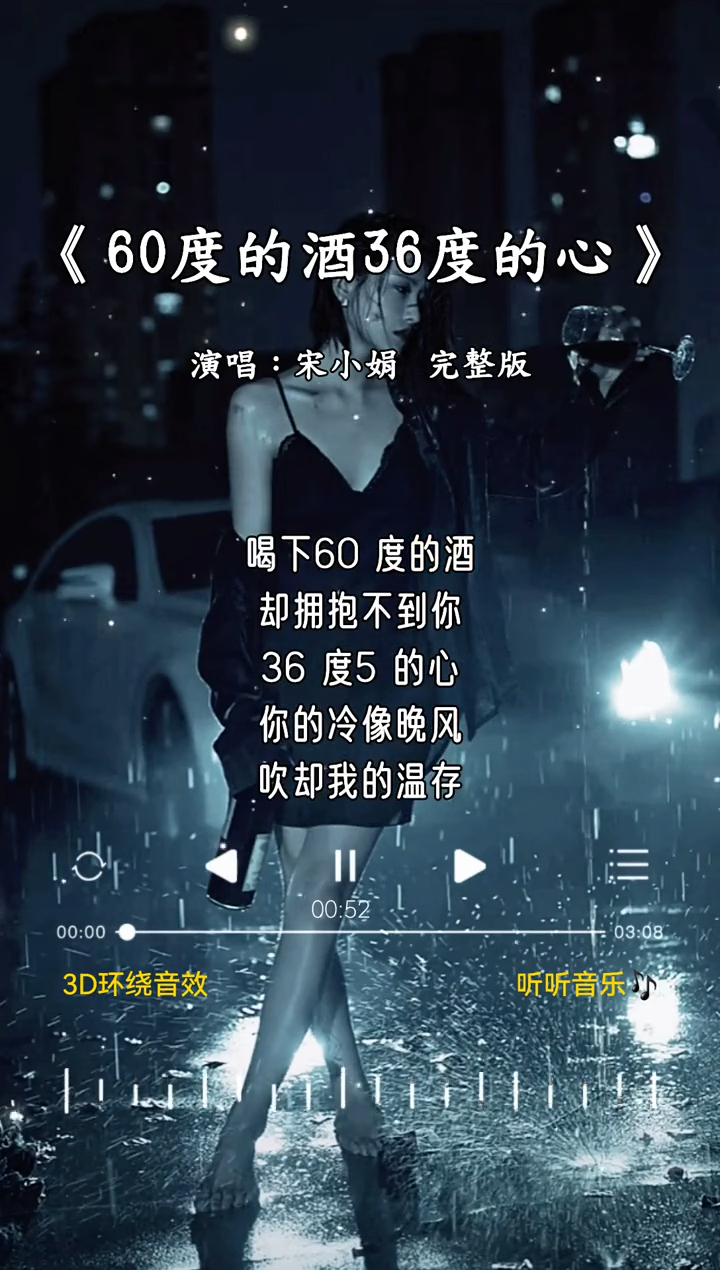 《60度的酒36度的心》
演唱：宋小娟 完整版
喝下60 度的酒
却拥抱不到你
36 度5 的心
你的冷像晚风
吹却我的温存
00:52
00:00 03:08
3D环绕音效 听听音乐🎶